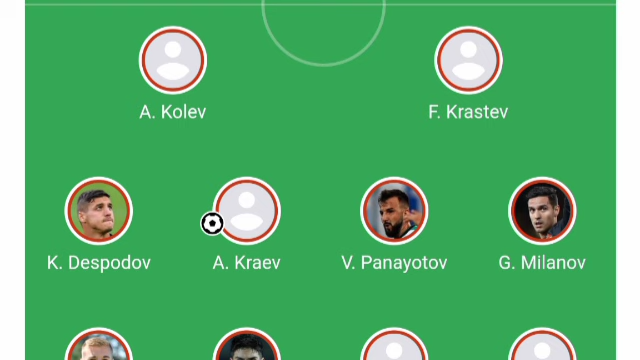 A. Kolev
F. Krastev
K. Despodov
A. Kraev
V. Panayotov
G. Milanov